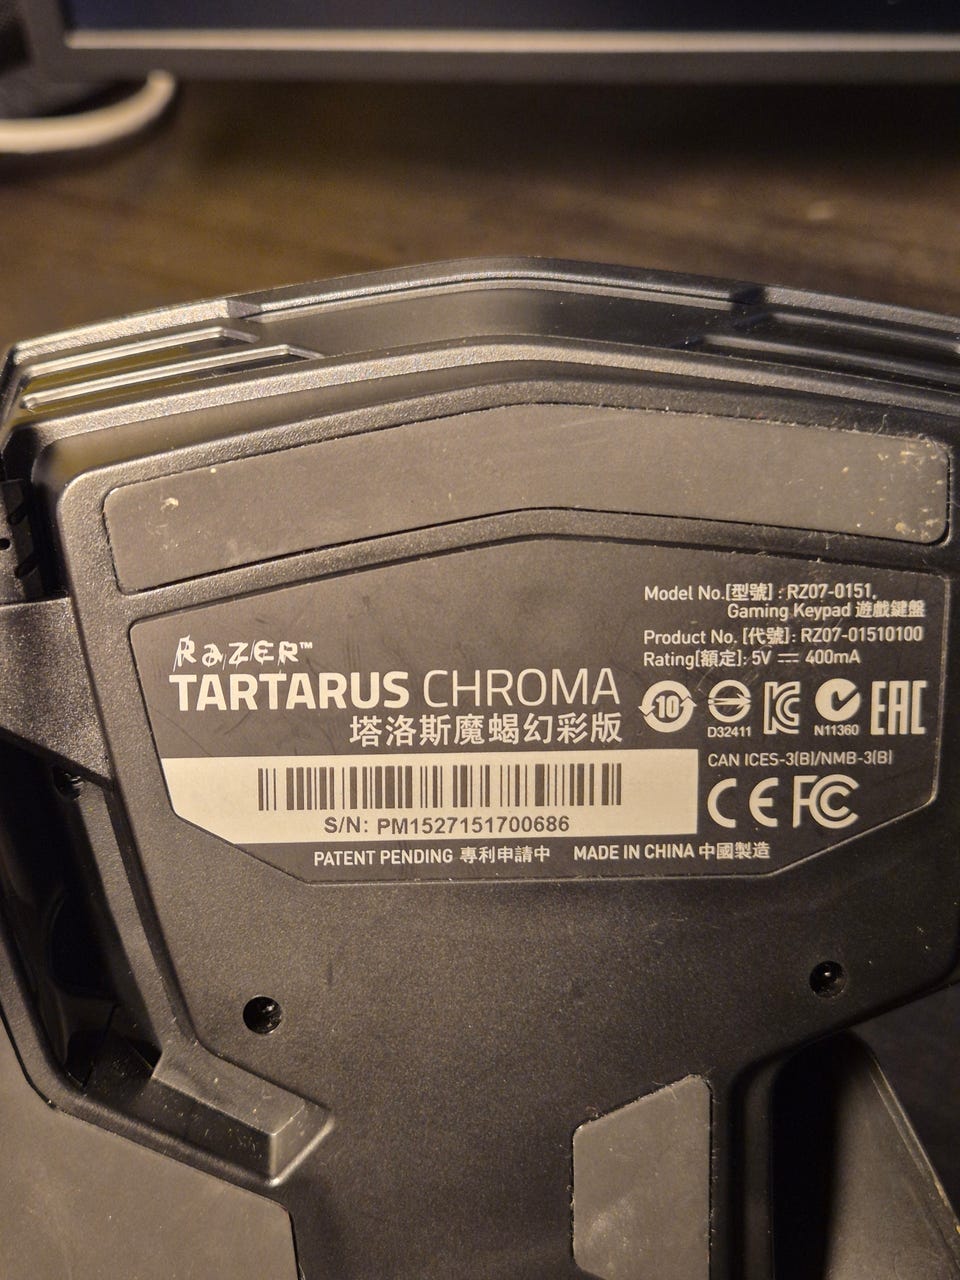 Model No.[型號] : RZ07-0151,
Gaming Keypad 遊戲鍵盤
Product No. [代號]: RZ07-01510100
Rating[額定]: 5V ⎓ 400mA
RAZER™
TARTARUS CHROMA
塔洛斯魔蝎幻彩版
10
D32411
N11360
EAC
CAN ICES-3(B)/NMB-3(B)
CE FC
S/N: PM1527151700686
PATENT PENDING 專利申請中 MADE IN CHINA 中國製造